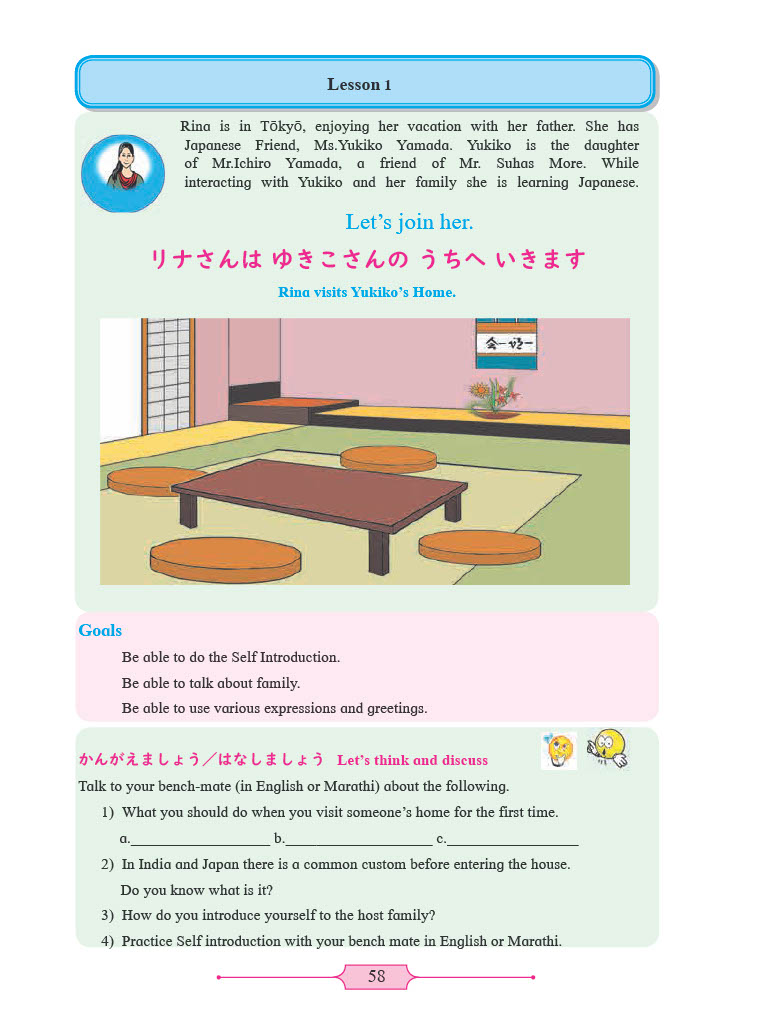 Lesson 1
Rina is in Tōkyō, enjoying her vacation with her father. She has
Japanese Friend, Ms.Yukiko Yamada. Yukiko is the daughter
of Mr.Ichiro Yamada, a friend of Mr. Suhas More. While
interacting with Yukiko and her family she is learning Japanese.
Let's join her.
リナさんは ゆきこさんの うちへ いきます
Rina visits Yukiko's Home.
Goals
Be able to do the Self Introduction.
Be able to talk about family.
Be able to use various expressions and greetings.
かんがえましょう／はなしましょう Let's think and discuss
Talk to your bench-mate (in English or Marathi) about the following.
1) What you should do when you visit someone's home for the first time.
a.__________________ b.___________________ c._________________
2) In India and Japan there is a common custom before entering the house.
Do you know what is it?
3) How do you introduce yourself to the host family?
4) Practice Self introduction with your bench mate in English or Marathi.
58